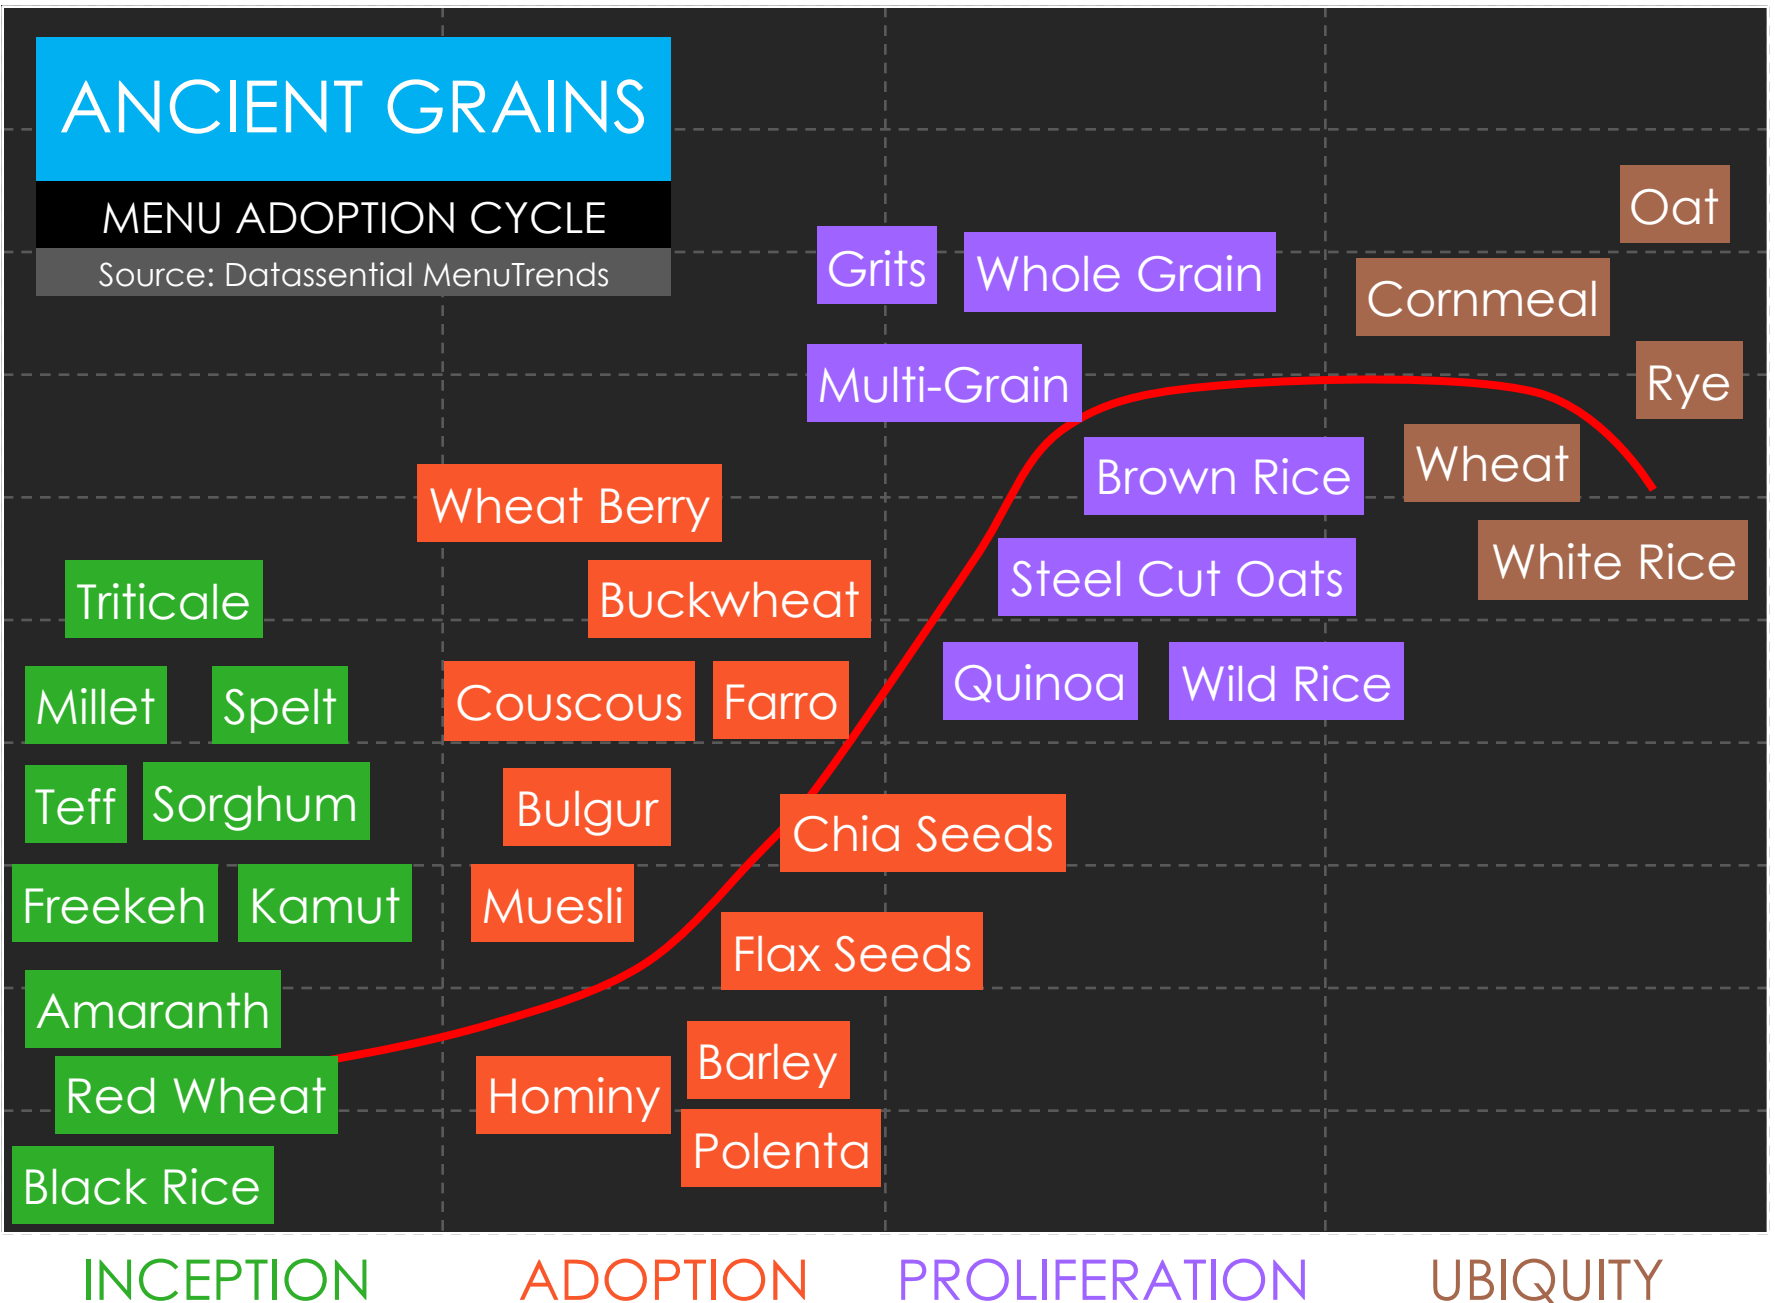 ANCIENT GRAINS
MENU ADOPTION CYCLE
Source: Datassential MenuTrends
Oat
Grits
Whole Grain
Cornmeal
Multi-Grain
Rye
Wheat Berry
Brown Rice
Wheat
Triticale
Buckwheat
Steel Cut Oats
White Rice
Millet
Spelt
Couscous
Farro
Quinoa
Wild Rice
Teff
Sorghum
Bulgur
Chia Seeds
Freekeh
Kamut
Muesli
Flax Seeds
Amaranth
Red Wheat
Hominy
Barley
Polenta
Black Rice
INCEPTION
ADOPTION
PROLIFERATION
UBIQUITY